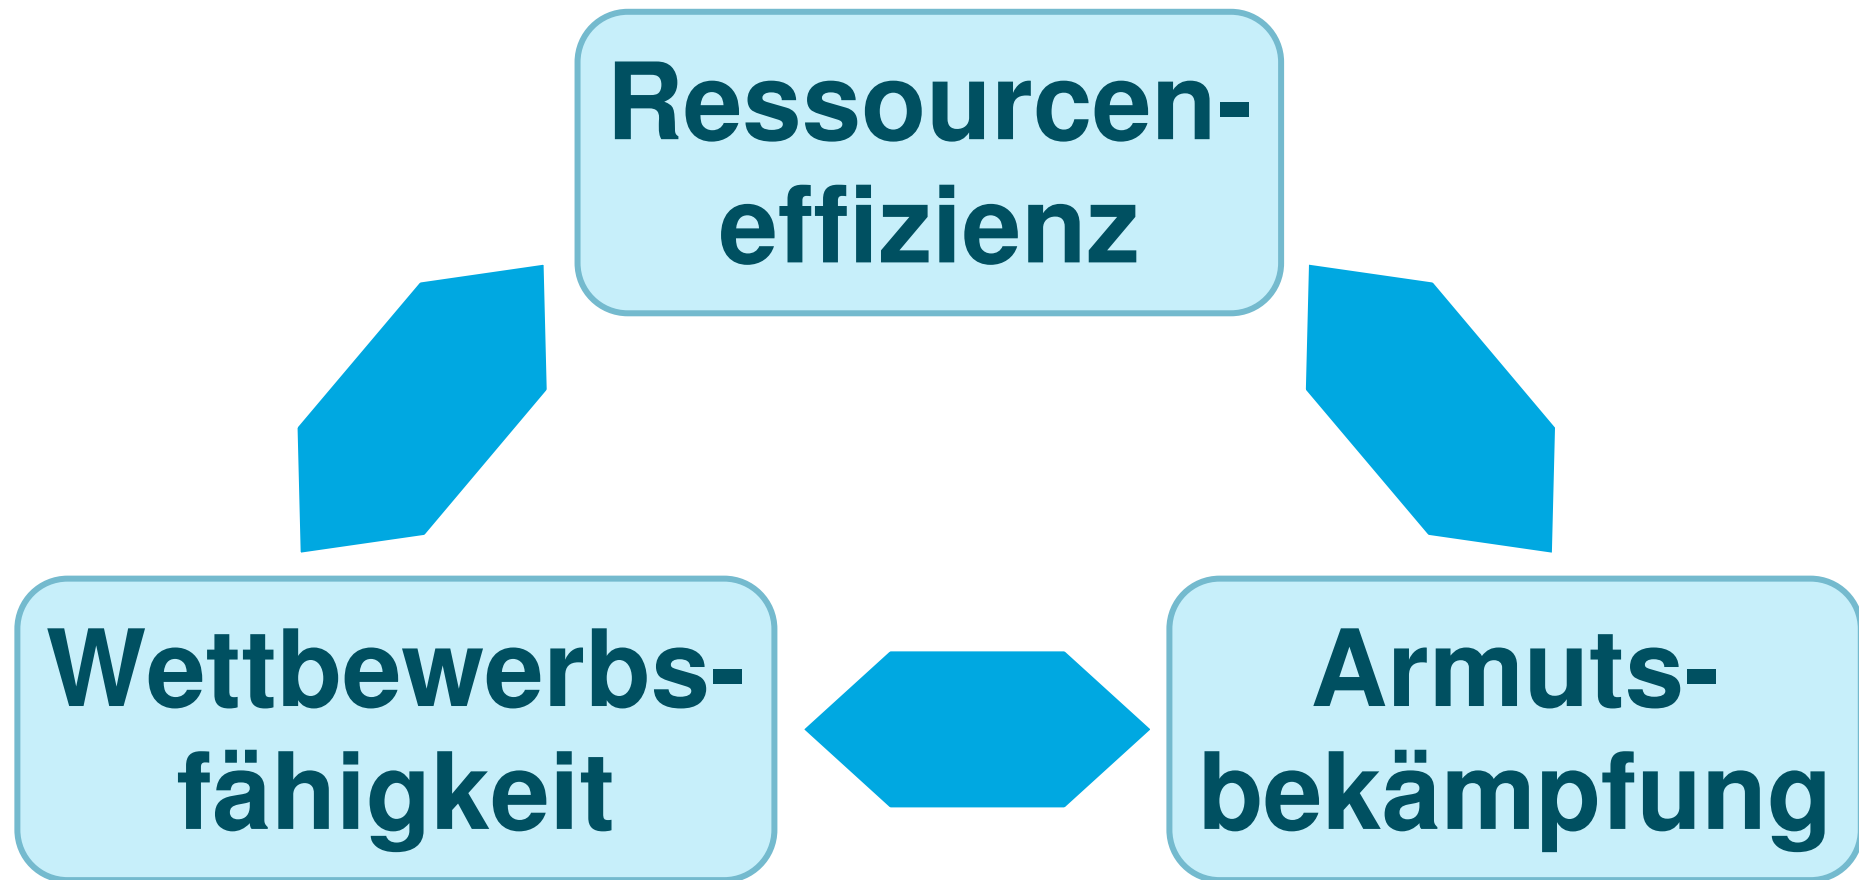 Ressourcen-
effizienz
Wettbewerbs-
fähigkeit
Armuts-
bekämpfung